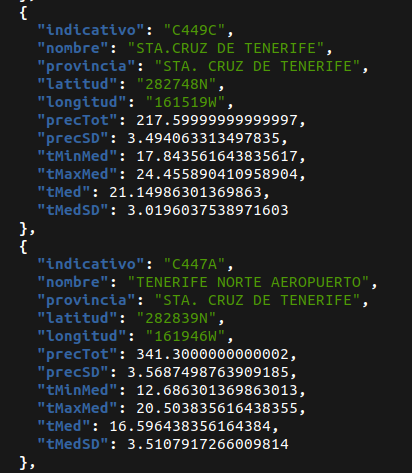 },
{
"indicativo": "C449C",
"nombre": "STA.CRUZ DE TENERIFE",
"provincia": "STA. CRUZ DE TENERIFE",
"latitud": "282748N",
"longitud": "161519W",
"precTot": 217.59999999999997,
"precSD": 3.494063313497835,
"tMinMed": 17.843561643835617,
"tMaxMed": 24.455890410958904,
"tMed": 21.14986301369863,
"tMedSD": 3.0196037538971603
},
{
"indicativo": "C447A",
"nombre": "TENERIFE NORTE AEROPUERTO",
"provincia": "STA. CRUZ DE TENERIFE",
"latitud": "282839N",
"longitud": "161946W",
"precTot": 341.3000000000002,
"precSD": 3.5687498763909185,
"tMinMed": 12.686301369863013,
"tMaxMed": 20.503835616438355,
"tMed": 16.596438356164384,
"tMedSD": 3.5107917266009814
},